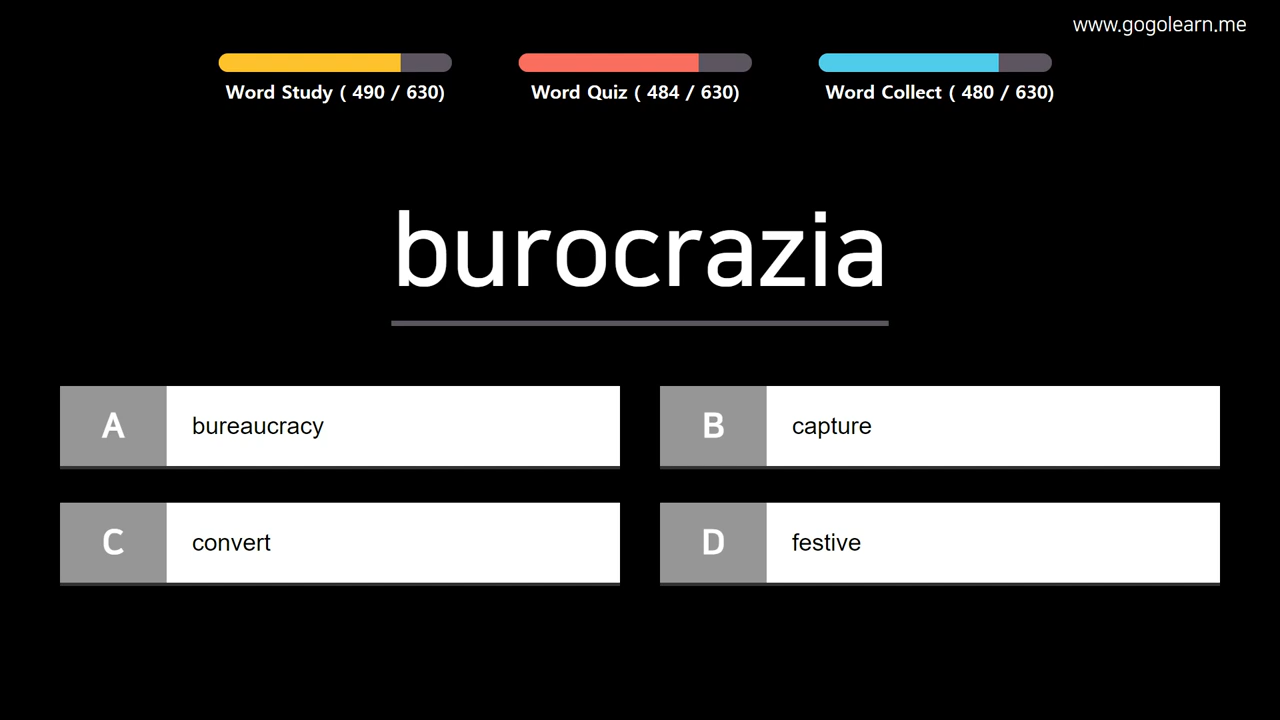 www.gogolearn.me
Word Study ( 490 / 630)
Word Quiz ( 484 / 630)
Word Collect ( 480 / 630)
burocrazia
A bureaucracy
B capture
C convert
D festive